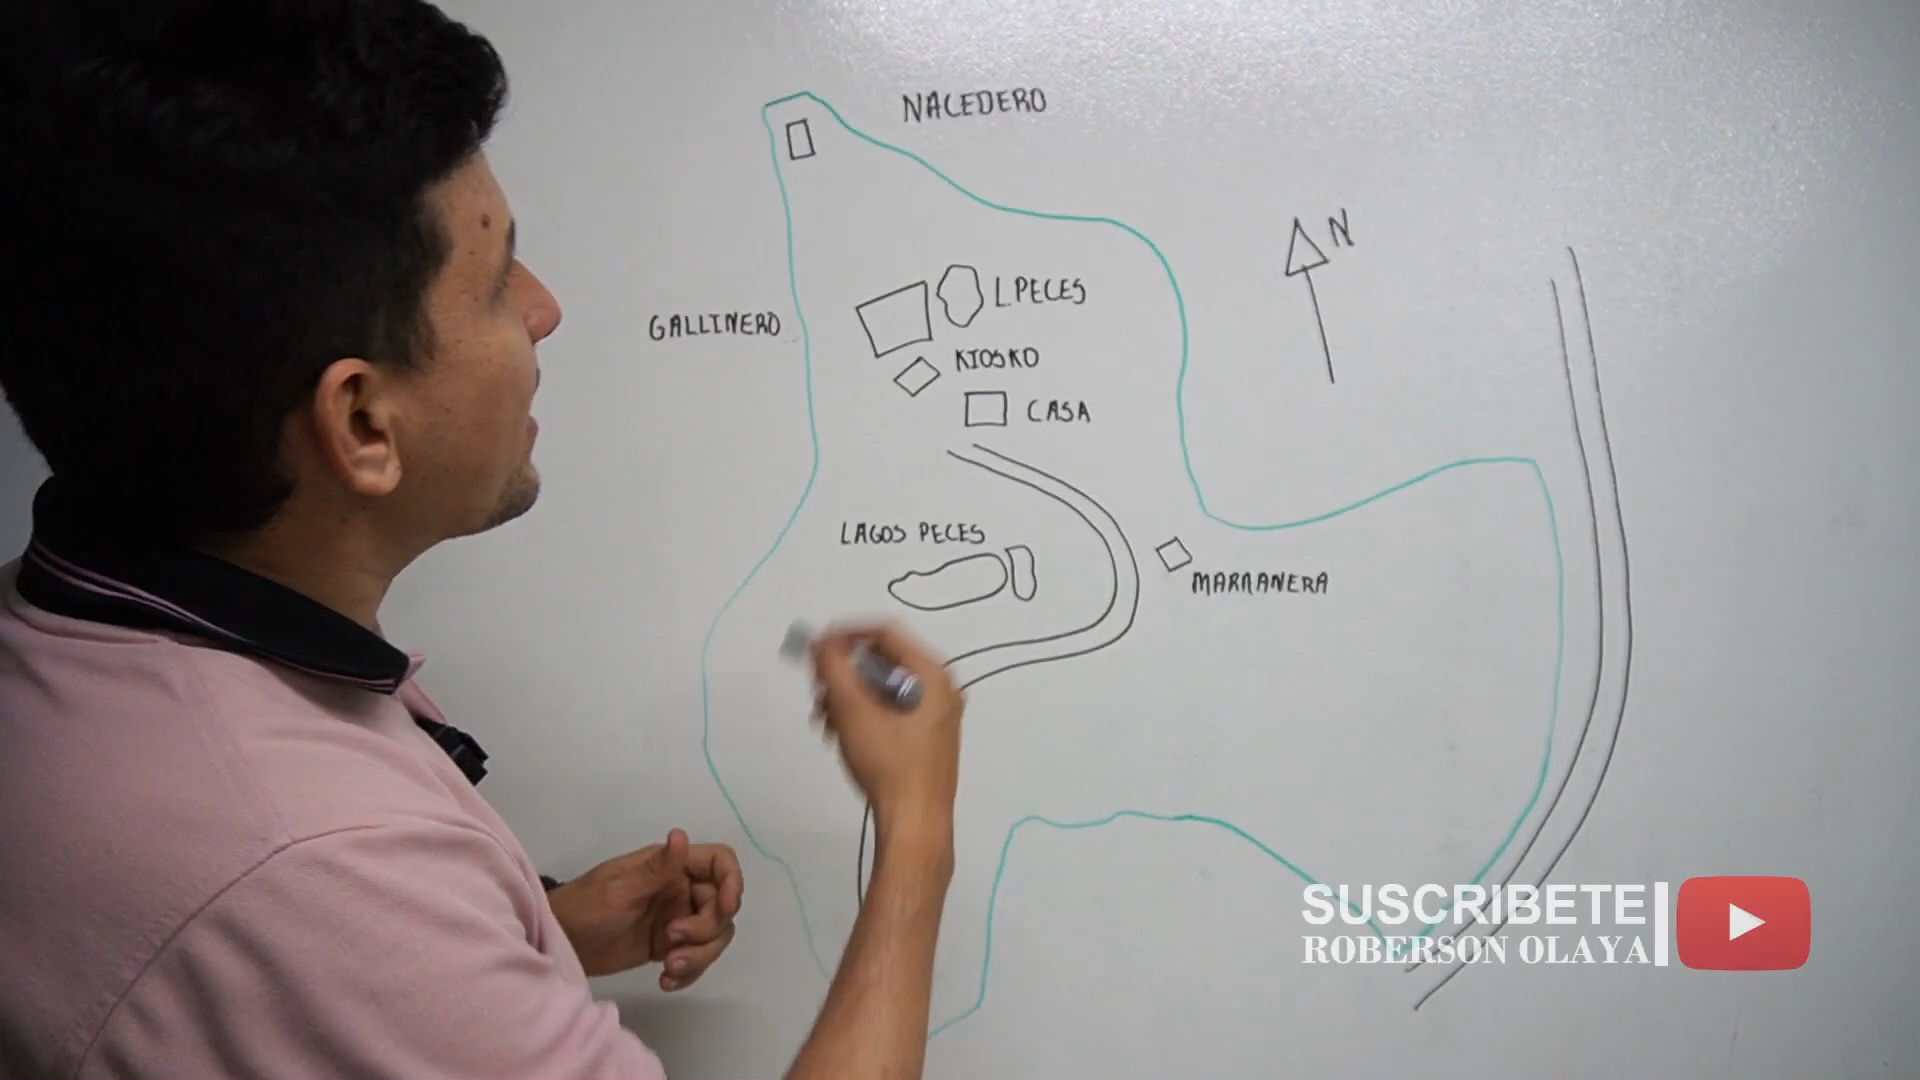 NACEDERO
N
L PECES
GALLINERO
KIOSKO
CASA
LAGOS PECES
MARRANERA
SUSCRIBETE
ROBERSON OLAYA